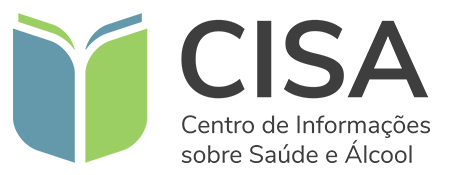 CISA
Centro de Informações
sobre Saúde e Álcool